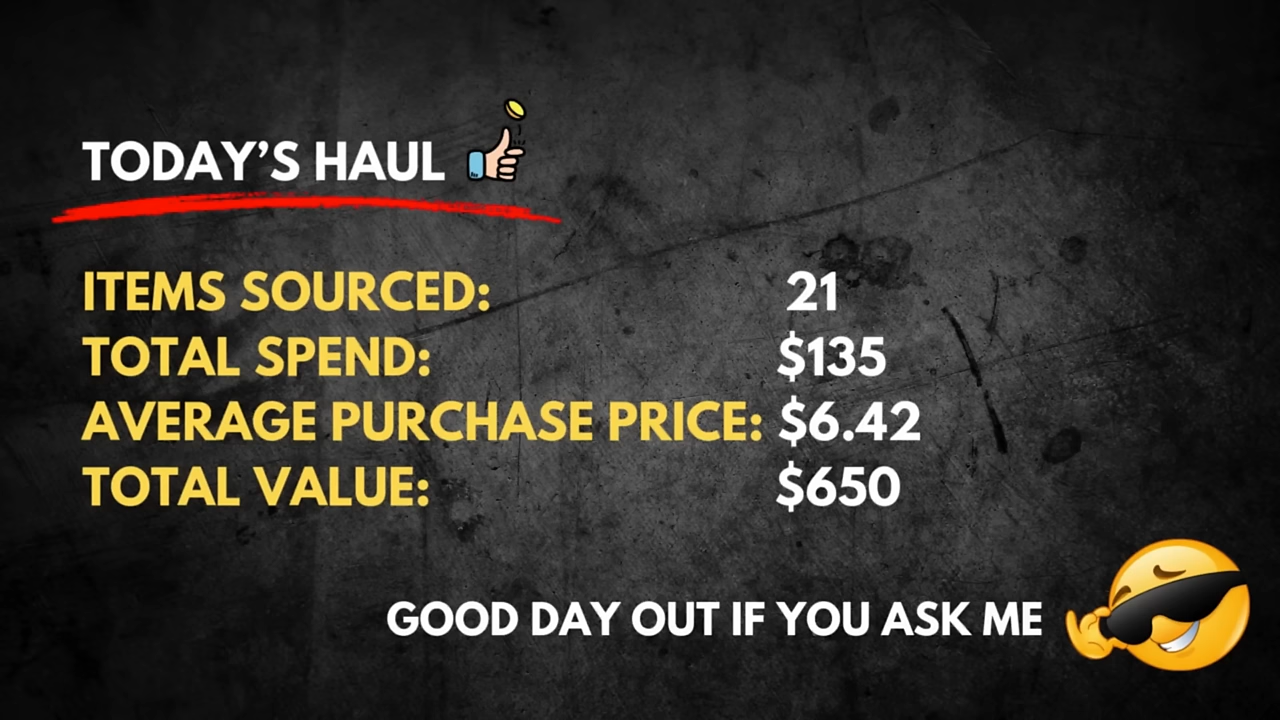 TODAY'S HAUL
ITEMS SOURCED: 21
TOTAL SPEND: $135
AVERAGE PURCHASE PRICE: $6.42
TOTAL VALUE: $650
GOOD DAY OUT IF YOU ASK ME